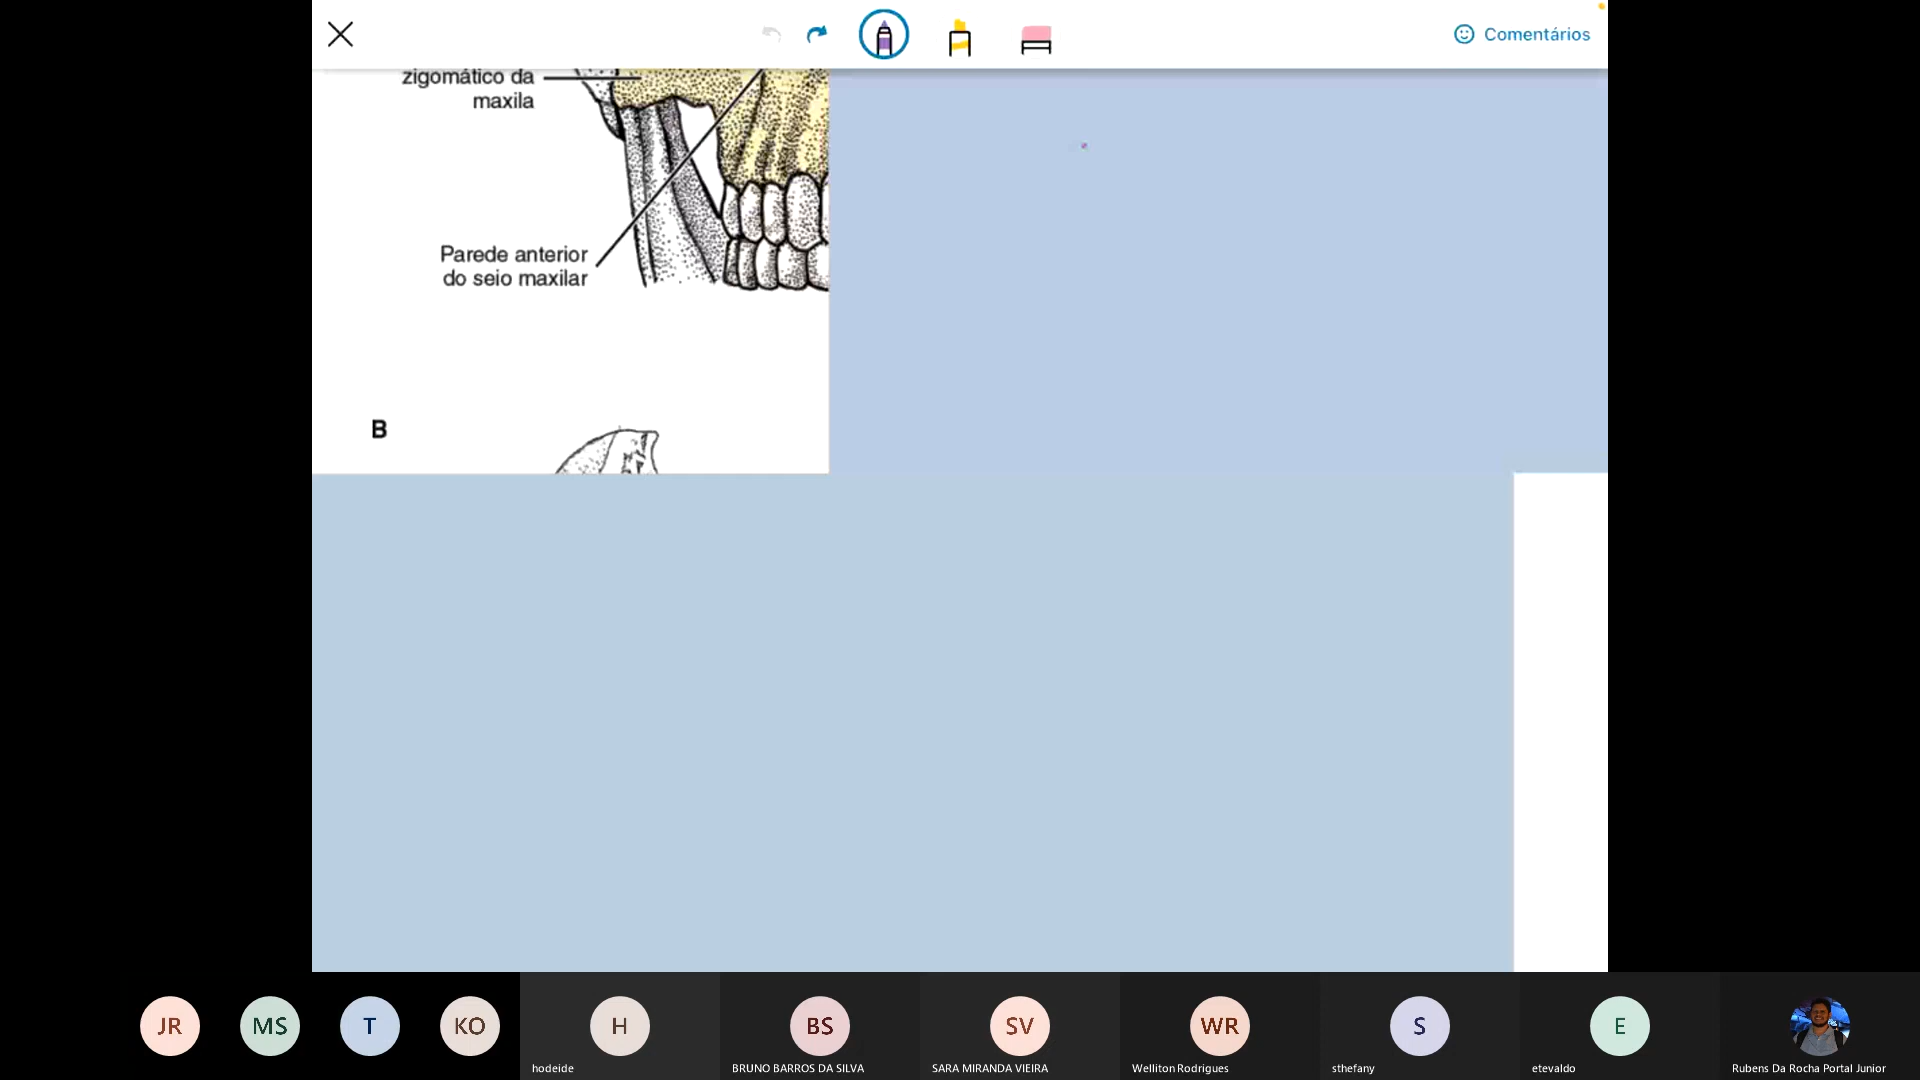 Comentários
zigomático da
maxila
Parede anterior
do seio maxilar
B
JR
MS
T
KO
H
BS
SV
WR
S
E
hodeide
BRUNO BARROS DA SILVA
SARA MIRANDA VIEIRA
Welliton Rodrigues
sthefany
etevaldo
Rubens Da Rocha Portal Junior